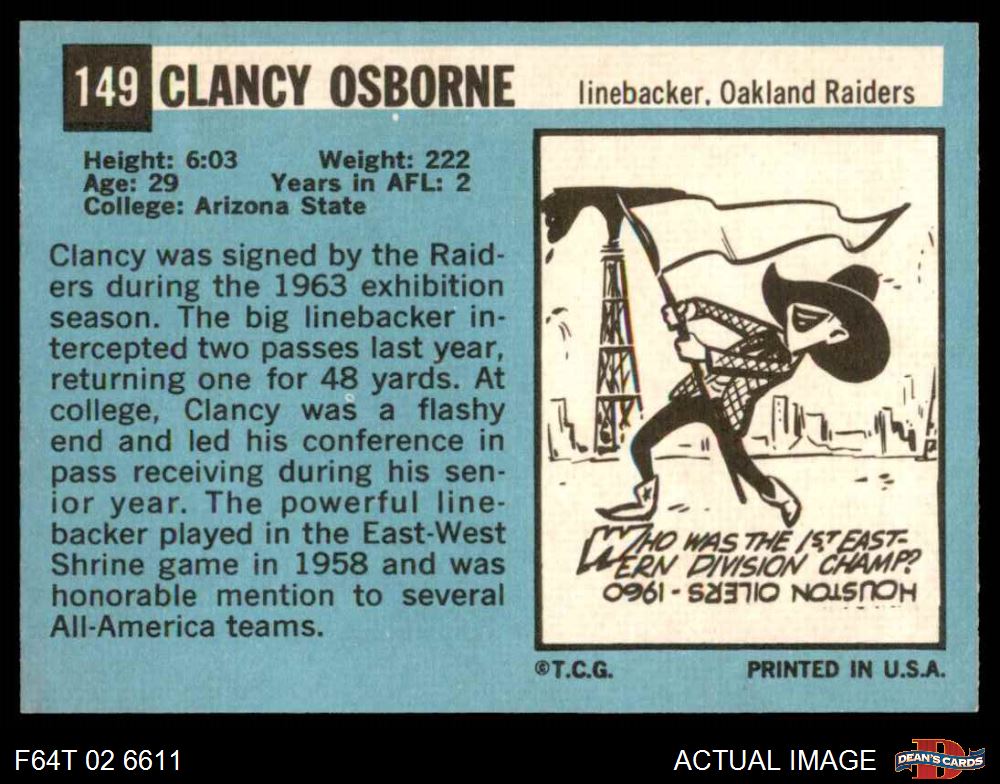 149 CLANCY OSBORNE linebacker, Oakland Raiders
Height: 6:03 Weight: 222
Age: 29 Years in AFL: 2
College: Arizona State
Clancy was signed by the Raid-
ers during the 1963 exhibition
season. The big linebacker in-
tercepted two passes last year,
returning one for 48 yards. At
college, Clancy was a flashy
end and led his conference in
pass receiving during his sen-
ior year. The powerful line-
backer played in the East-West
Shrine game in 1958 and was
honorable mention to several
All-America teams.
WHO WAS THE 1ST EAST-
ERN DIVISION CHAMP?
HOUSTON OILERS - 1960
©T.C.G. PRINTED IN U.S.A.
F64T 02 6611 ACTUAL IMAGE D DEAN'S CARDS